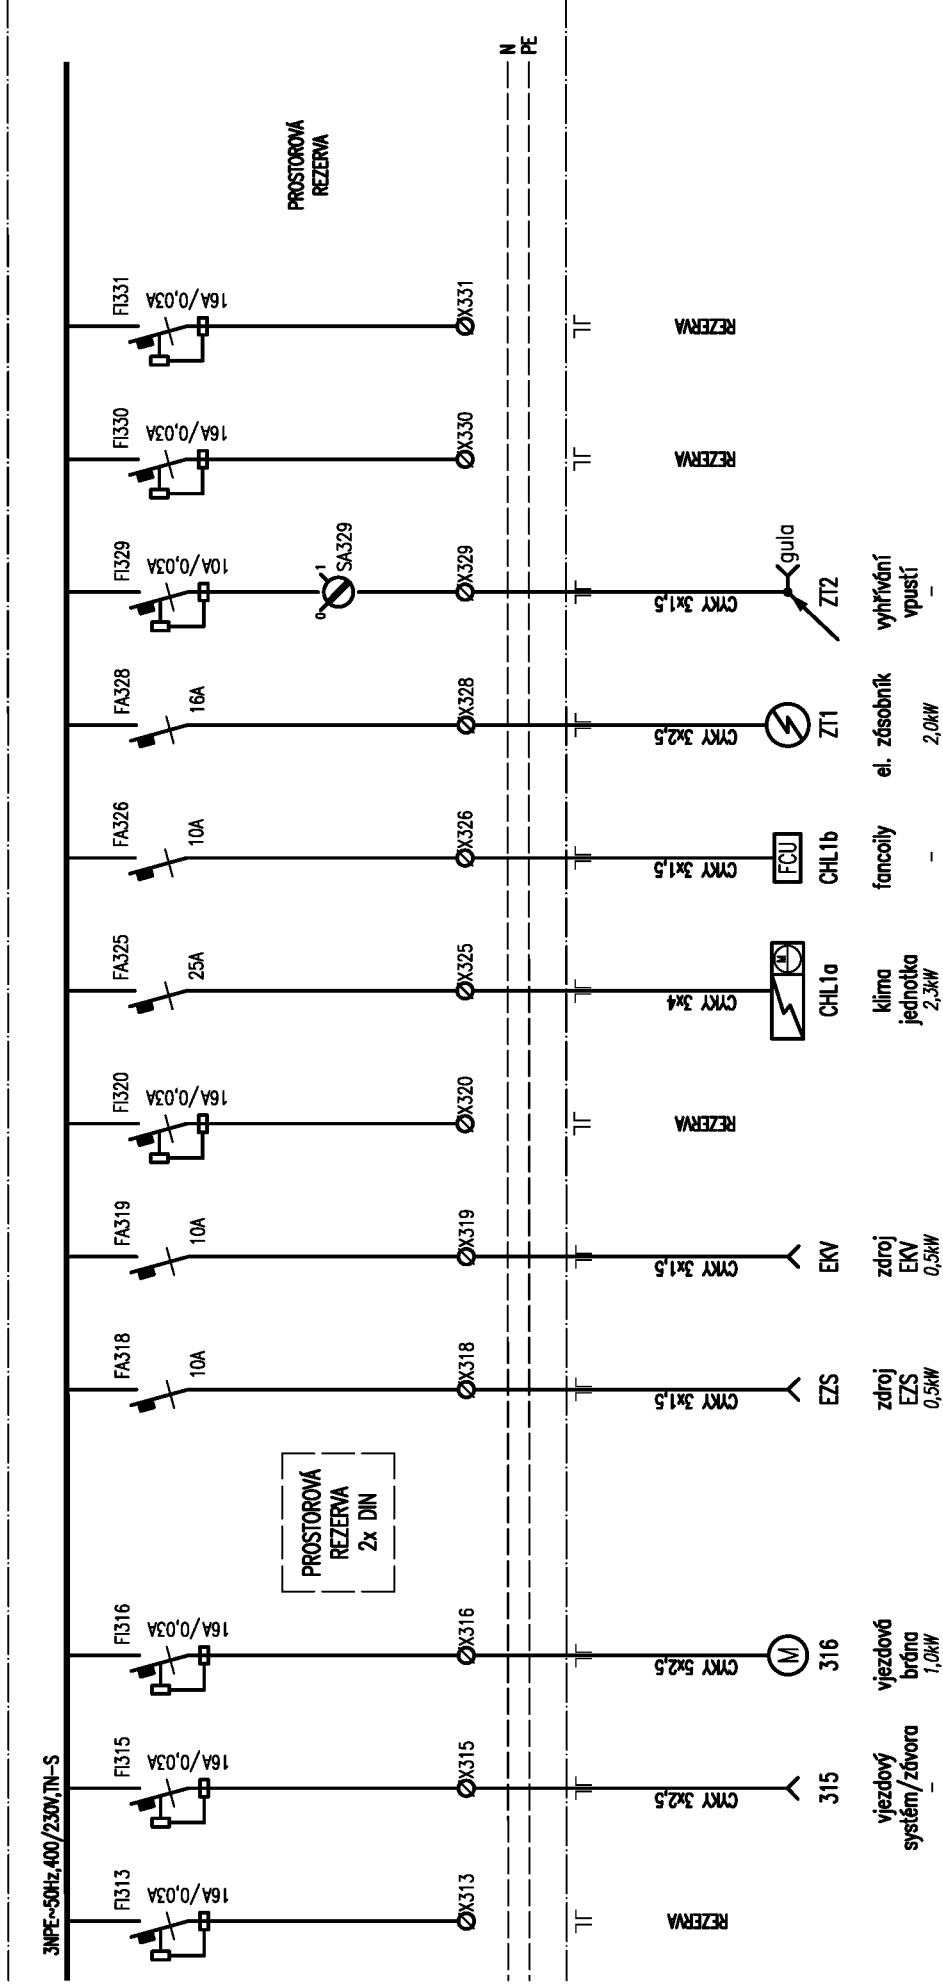 3NPE~50Hz,400/230V,TN-S
FI313
16A/0,03A
X313
REZERVA
FI315
16A/0,03A
X315
CYKY 3x2,5
315
vjezdový
systém/závora
–
FI316
16A/0,03A
X316
CYKY 5x2,5
M
316
vjezdová
brána
1,0kW
PROSTOROVÁ
REZERVA
2x DIN
FA318
10A
X318
CYKY 3x1,5
EZS
zdroj
EZS
0,5kW
FA319
10A
X319
CYKY 3x1,5
EKV
zdroj
EKV
0,5kW
FI320
16A/0,03A
X320
REZERVA
FA325
25A
X325
CYKY 3x4
M
CHL1a
klima
jednotka
2,3kW
FA326
10A
X326
CYKY 3x1,5
FCU
CHL1b
fancoily
–
FA328
16A
X328
CYKY 3x2,5
ZT1
el. zásobník
2,0kW
FI329
10A/0,03A
0
1
SA329
X329
CYKY 3x1,5
gula
ZT2
vyhřívání
vpustí
–
FI330
16A/0,03A
X330
REZERVA
FI331
16A/0,03A
X331
REZERVA
PROSTOROVÁ
REZERVA
N
PE